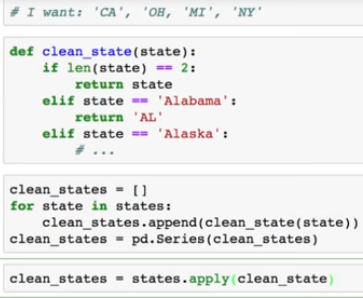 # I want: 'CA', 'OH, 'MI', 'NY'
def clean_state(state):
    if len(state) == 2:
        return state
    elif state == 'Alabama':
        return 'AL'
    elif state == 'Alaska':
        # ...
clean_states = []
for state in states:
    clean_states.append(clean_state(state))
clean_states = pd.Series(clean_states)
clean_states = states.apply(clean_state)